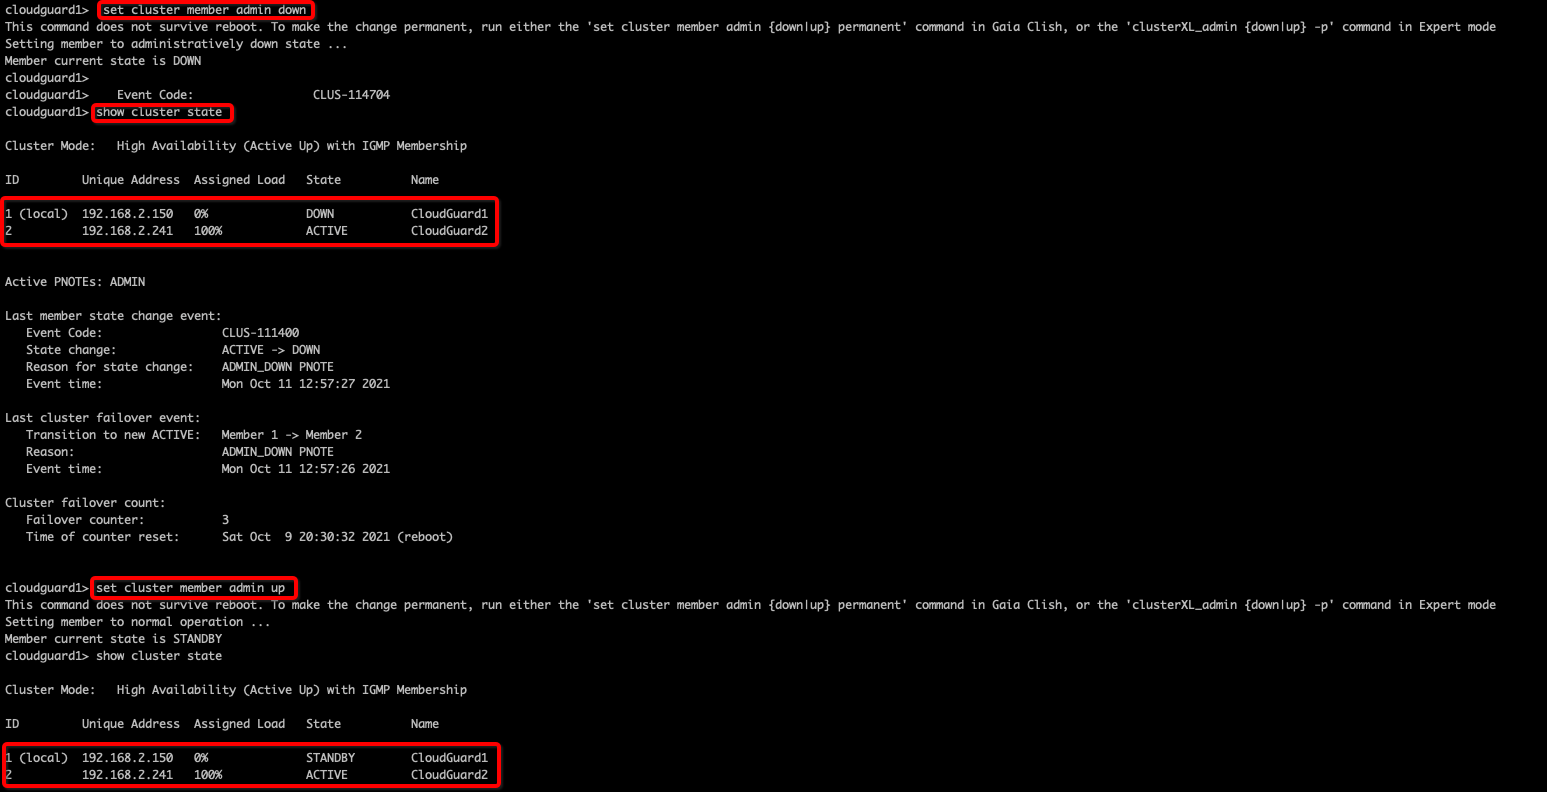 cloudguard1> set cluster member admin down
This command does not survive reboot. To make the change permanent, run either the 'set cluster member admin {down|up} permanent' command in Gaia Clish, or the 'clusterXL_admin {down|up} -p' command in Expert mode
Setting member to administratively down state ...
Member current state is DOWN
cloudguard1>
cloudguard1>    Event Code:                 CLUS-114704
cloudguard1> show cluster state
Cluster Mode:   High Availability (Active Up) with IGMP Membership
ID         Unique Address  Assigned Load   State          Name
1 (local)  192.168.2.150   0%              DOWN           CloudGuard1
2          192.168.2.241   100%            ACTIVE         CloudGuard2
Active PNOTEs: ADMIN
Last member state change event:
   Event Code:                 CLUS-111400
   State change:               ACTIVE -> DOWN
   Reason for state change:    ADMIN_DOWN PNOTE
   Event time:                 Mon Oct 11 12:57:27 2021
Last cluster failover event:
   Transition to new ACTIVE:   Member 1 -> Member 2
   Reason:                     ADMIN_DOWN PNOTE
   Event time:                 Mon Oct 11 12:57:26 2021
Cluster failover count:
   Failover counter:           3
   Time of counter reset:      Sat Oct  9 20:30:32 2021 (reboot)
cloudguard1> set cluster member admin up
This command does not survive reboot. To make the change permanent, run either the 'set cluster member admin {down|up} permanent' command in Gaia Clish, or the 'clusterXL_admin {down|up} -p' command in Expert mode
Setting member to normal operation ...
Member current state is STANDBY
cloudguard1> show cluster state
Cluster Mode:   High Availability (Active Up) with IGMP Membership
ID         Unique Address  Assigned Load   State          Name
1 (local)  192.168.2.150   0%              STANDBY        CloudGuard1
2          192.168.2.241   100%            ACTIVE         CloudGuard2